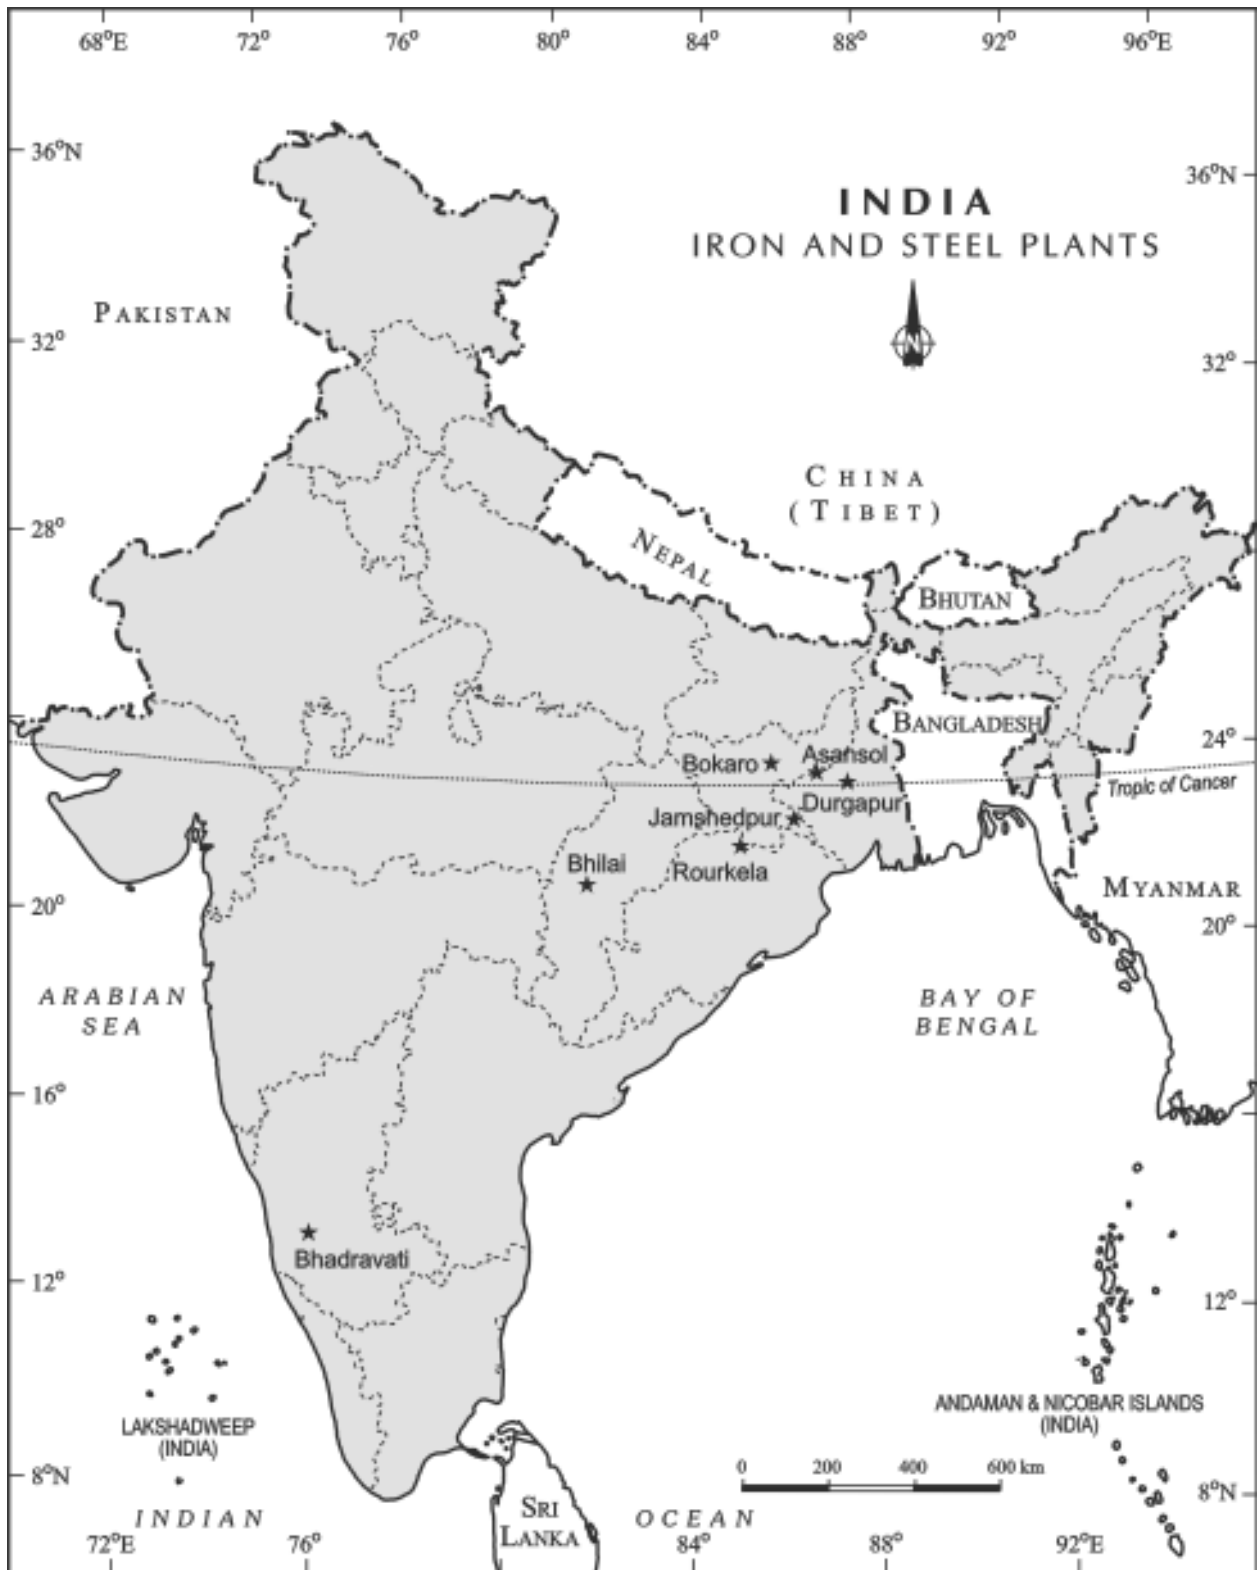 68°E 72° 76° 80° 84° 88° 92° 96°E
36°N
36°N
INDIA
IRON AND STEEL PLANTS
N
PAKISTAN
32°
32°
CHINA
(TIBET)
28°
NEPAL
BHUTAN
BANGLADESH
24°
Asansol
Bokaro
Tropic of Cancer
Durgapur
Jamshedpur
Bhilai
Rourkela
MYANMAR
20°
20°
ARABIAN
SEA
BAY OF
BENGAL
16°
Bhadravati
12°
12°
ANDAMAN & NICOBAR ISLANDS
(INDIA)
LAKSHADWEEP
(INDIA)
0 200 400 600 km
8°N
8°N
SRI
LANKA
INDIAN OCEAN
72°E 76° 84° 88° 92°E